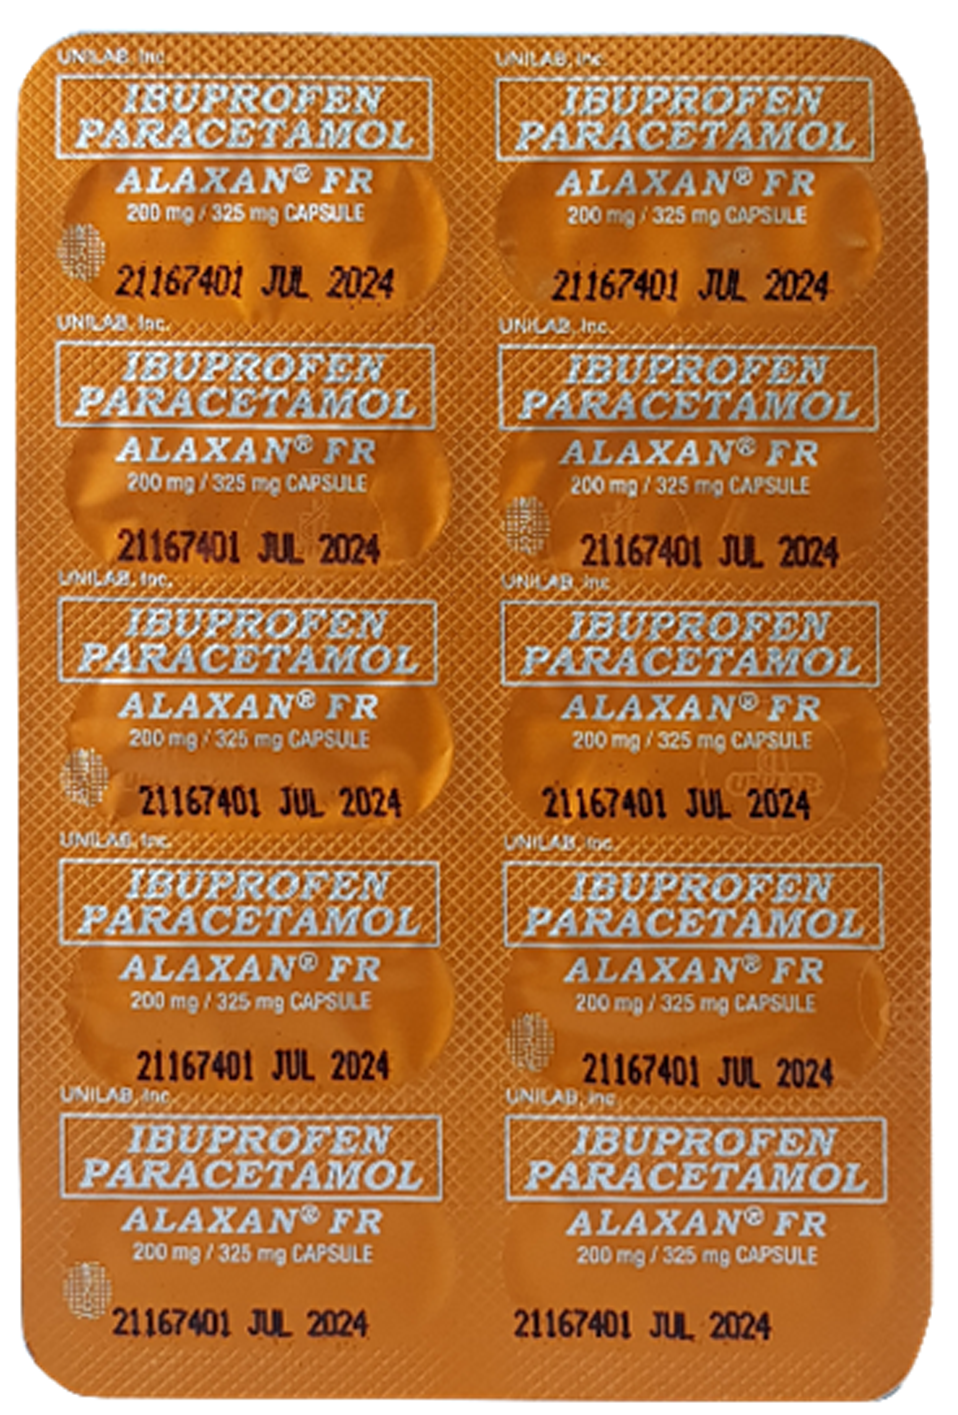 UNILAB, Inc.
IBUPROFEN
PARACETAMOL
ALAXAN® FR
200 mg / 325 mg CAPSULE
21167401 JUL 2024
UNILAB, Inc.
IBUPROFEN
PARACETAMOL
ALAXAN® FR
200 mg / 325 mg CAPSULE
21167401 JUL 2024
UNILAB, Inc.
IBUPROFEN
PARACETAMOL
ALAXAN® FR
200 mg / 325 mg CAPSULE
21167401 JUL 2024
UNILAB, Inc.
IBUPROFEN
PARACETAMOL
ALAXAN® FR
200 mg / 325 mg CAPSULE
21167401 JUL 2024
UNILAB, Inc.
IBUPROFEN
PARACETAMOL
ALAXAN® FR
200 mg / 325 mg CAPSULE
21167401 JUL 2024
UNILAB, Inc.
IBUPROFEN
PARACETAMOL
ALAXAN® FR
200 mg / 325 mg CAPSULE
21167401 JUL 2024
UNILAB
UNILAB, Inc.
IBUPROFEN
PARACETAMOL
ALAXAN® FR
200 mg / 325 mg CAPSULE
21167401 JUL 2024
UNILAB, Inc.
IBUPROFEN
PARACETAMOL
ALAXAN® FR
200 mg / 325 mg CAPSULE
21167401 JUL 2024
UNILAB, Inc.
IBUPROFEN
PARACETAMOL
ALAXAN® FR
200 mg / 325 mg CAPSULE
21167401 JUL 2024
UNILAB, Inc.
IBUPROFEN
PARACETAMOL
ALAXAN® FR
200 mg / 325 mg CAPSULE
21167401 JUL 2024